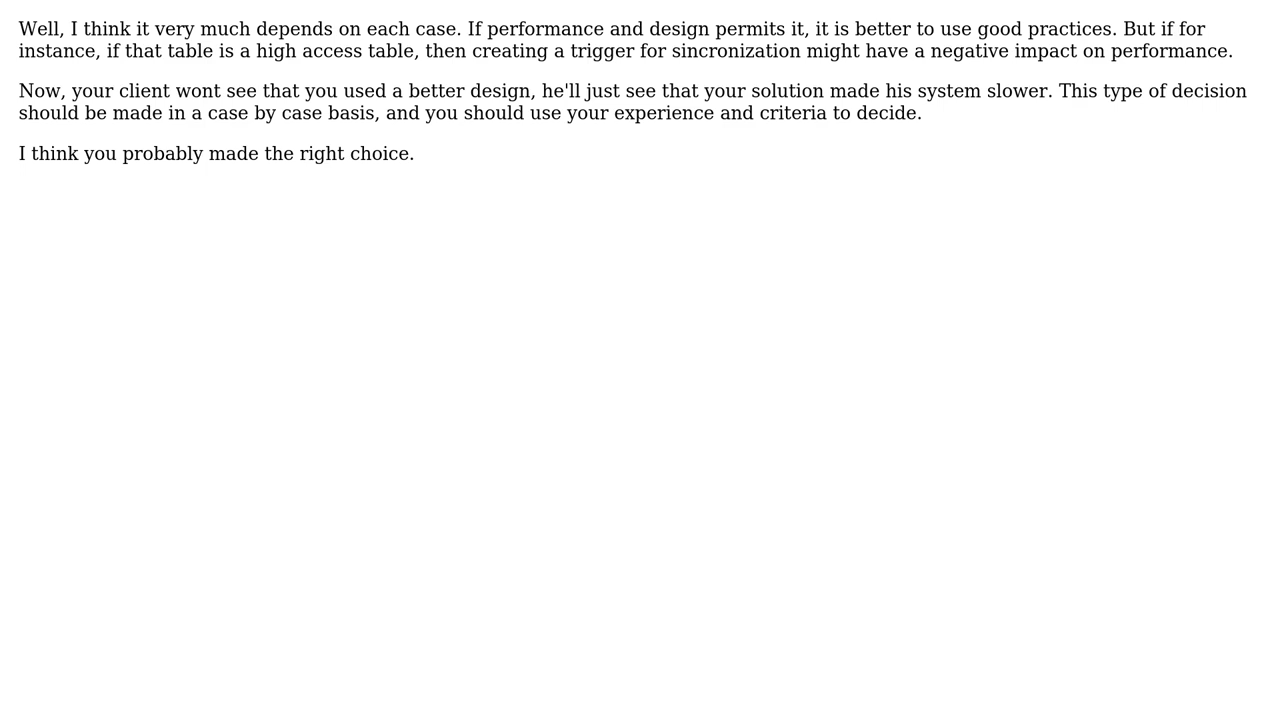 Well, I think it very much depends on each case. If performance and design permits it, it is better to use good practices. But if for
instance, if that table is a high access table, then creating a trigger for sincronization might have a negative impact on performance.
Now, your client wont see that you used a better design, he'll just see that your solution made his system slower. This type of decision
should be made in a case by case basis, and you should use your experience and criteria to decide.
I think you probably made the right choice.